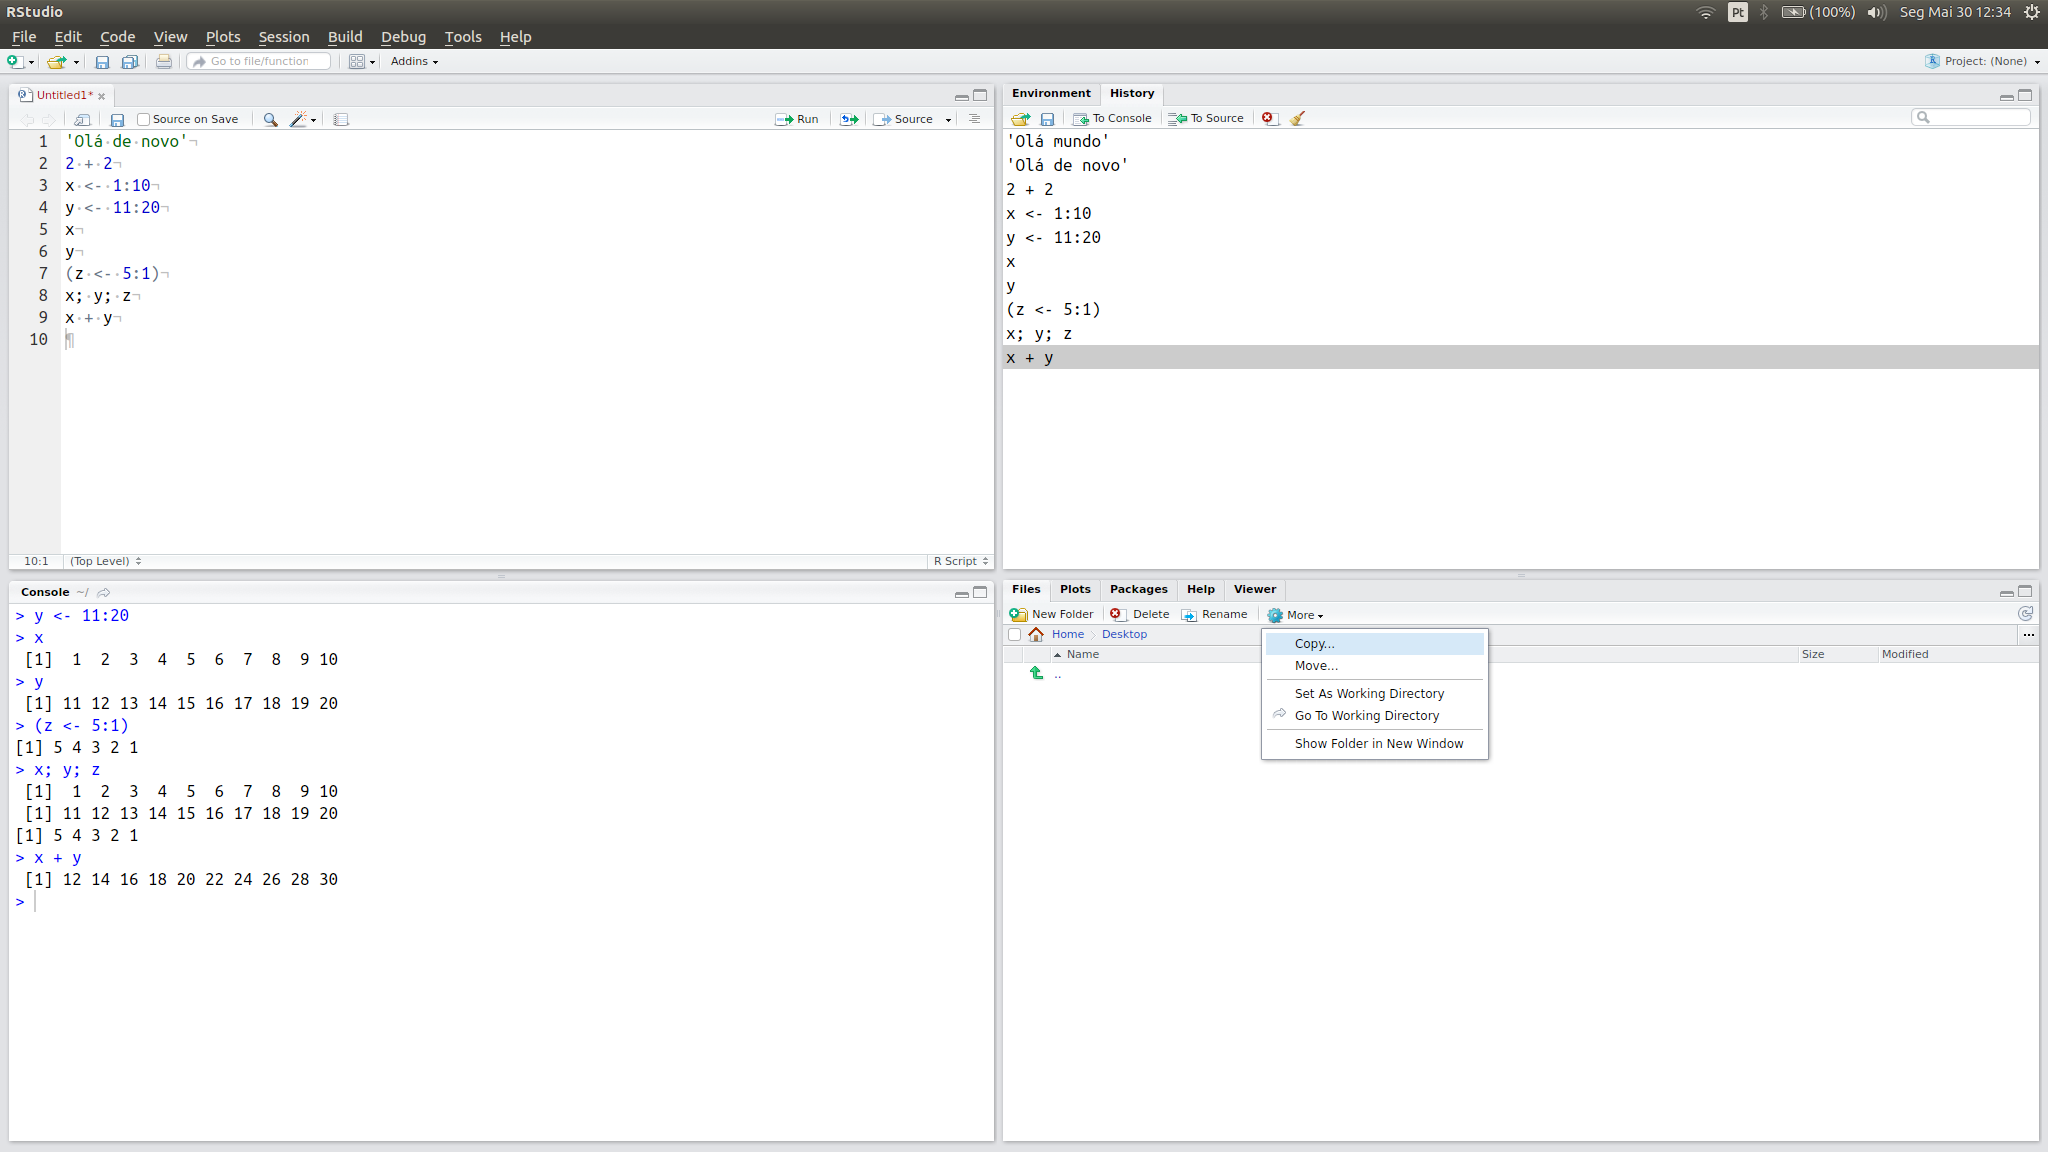 RStudio
Pt (100%) Seg Mai 30 12:34
File Edit Code View Plots Session Build Debug Tools Help
Go to file/function Addins Project: (None)
Untitled1*
Source on Save Run Source
1 'Olá de novo'
2 2 + 2
3 x <- 1:10
4 y <- 11:20
5 x
6 y
7 (z <- 5:1)
8 x; y; z
9 x + y
10
10:1 (Top Level) R Script
Environment History
To Console To Source
'Olá mundo'
'Olá de novo'
2 + 2
x <- 1:10
y <- 11:20
x
y
(z <- 5:1)
x; y; z
x + y
Console ~/
> y <- 11:20
> x
[1] 1 2 3 4 5 6 7 8 9 10
> y
[1] 11 12 13 14 15 16 17 18 19 20
> (z <- 5:1)
[1] 5 4 3 2 1
> x; y; z
[1] 1 2 3 4 5 6 7 8 9 10
[1] 11 12 13 14 15 16 17 18 19 20
[1] 5 4 3 2 1
> x + y
[1] 12 14 16 18 20 22 24 26 28 30
>
Files Plots Packages Help Viewer
New Folder Delete Rename More
Home Desktop ...
Name Size Modified
..
Copy...
Move...
Set As Working Directory
Go To Working Directory
Show Folder in New Window